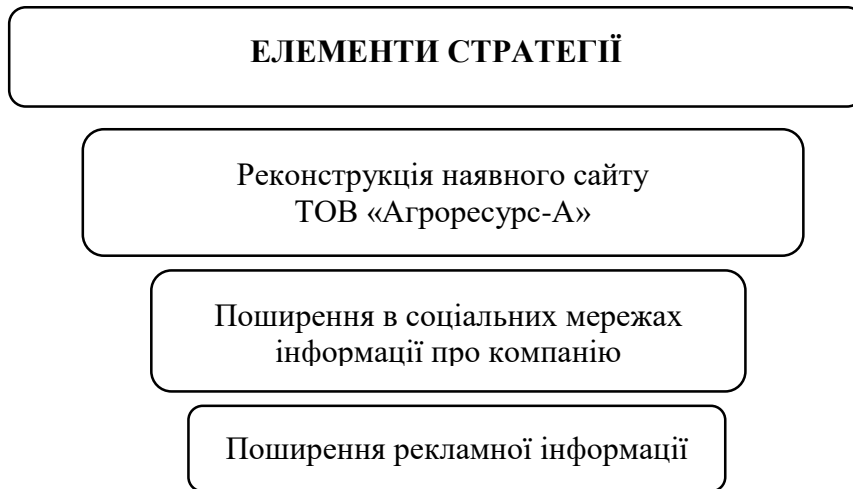 ЕЛЕМЕНТИ СТРАТЕГІЇ
Реконструкція наявного сайту
ТОВ «Агроресурс-А»
Поширення в соціальних мережах
інформації про компанію
Поширення рекламної інформації